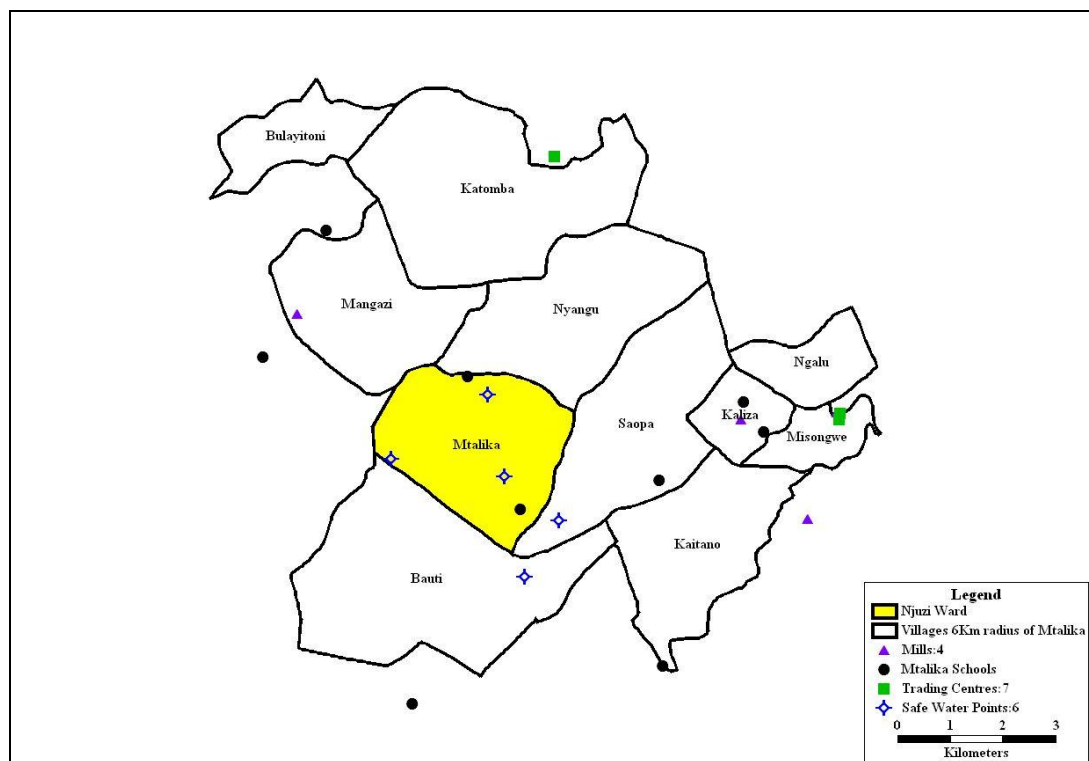 Bulayitoni
Katomba
Mangazi
Nyangu
Ngalu
Kaliza
Saopa
Misongwe
Mtalika
Kaitano
Bauti
Legend
Njuzi Ward
Villages 6Km radius of Mtalika
Mills:4
Mtalika Schools
Trading Centres:7
Safe Water Points:6
0 1 2 3
Kilometers